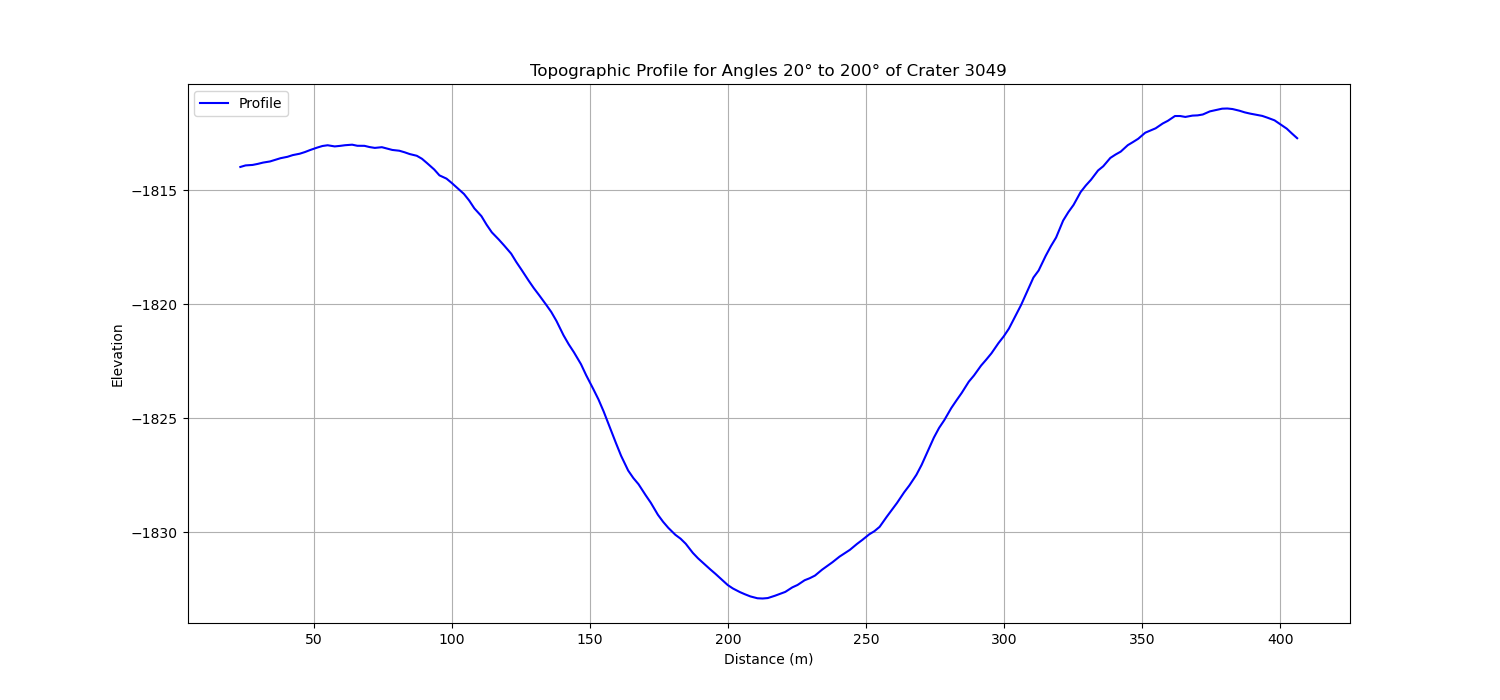 Topographic Profile for Angles 20° to 200° of Crater 3049
Profile
−1815
−1820
−1825
−1830
Elevation
50 100 150 200 250 300 350 400
Distance (m)